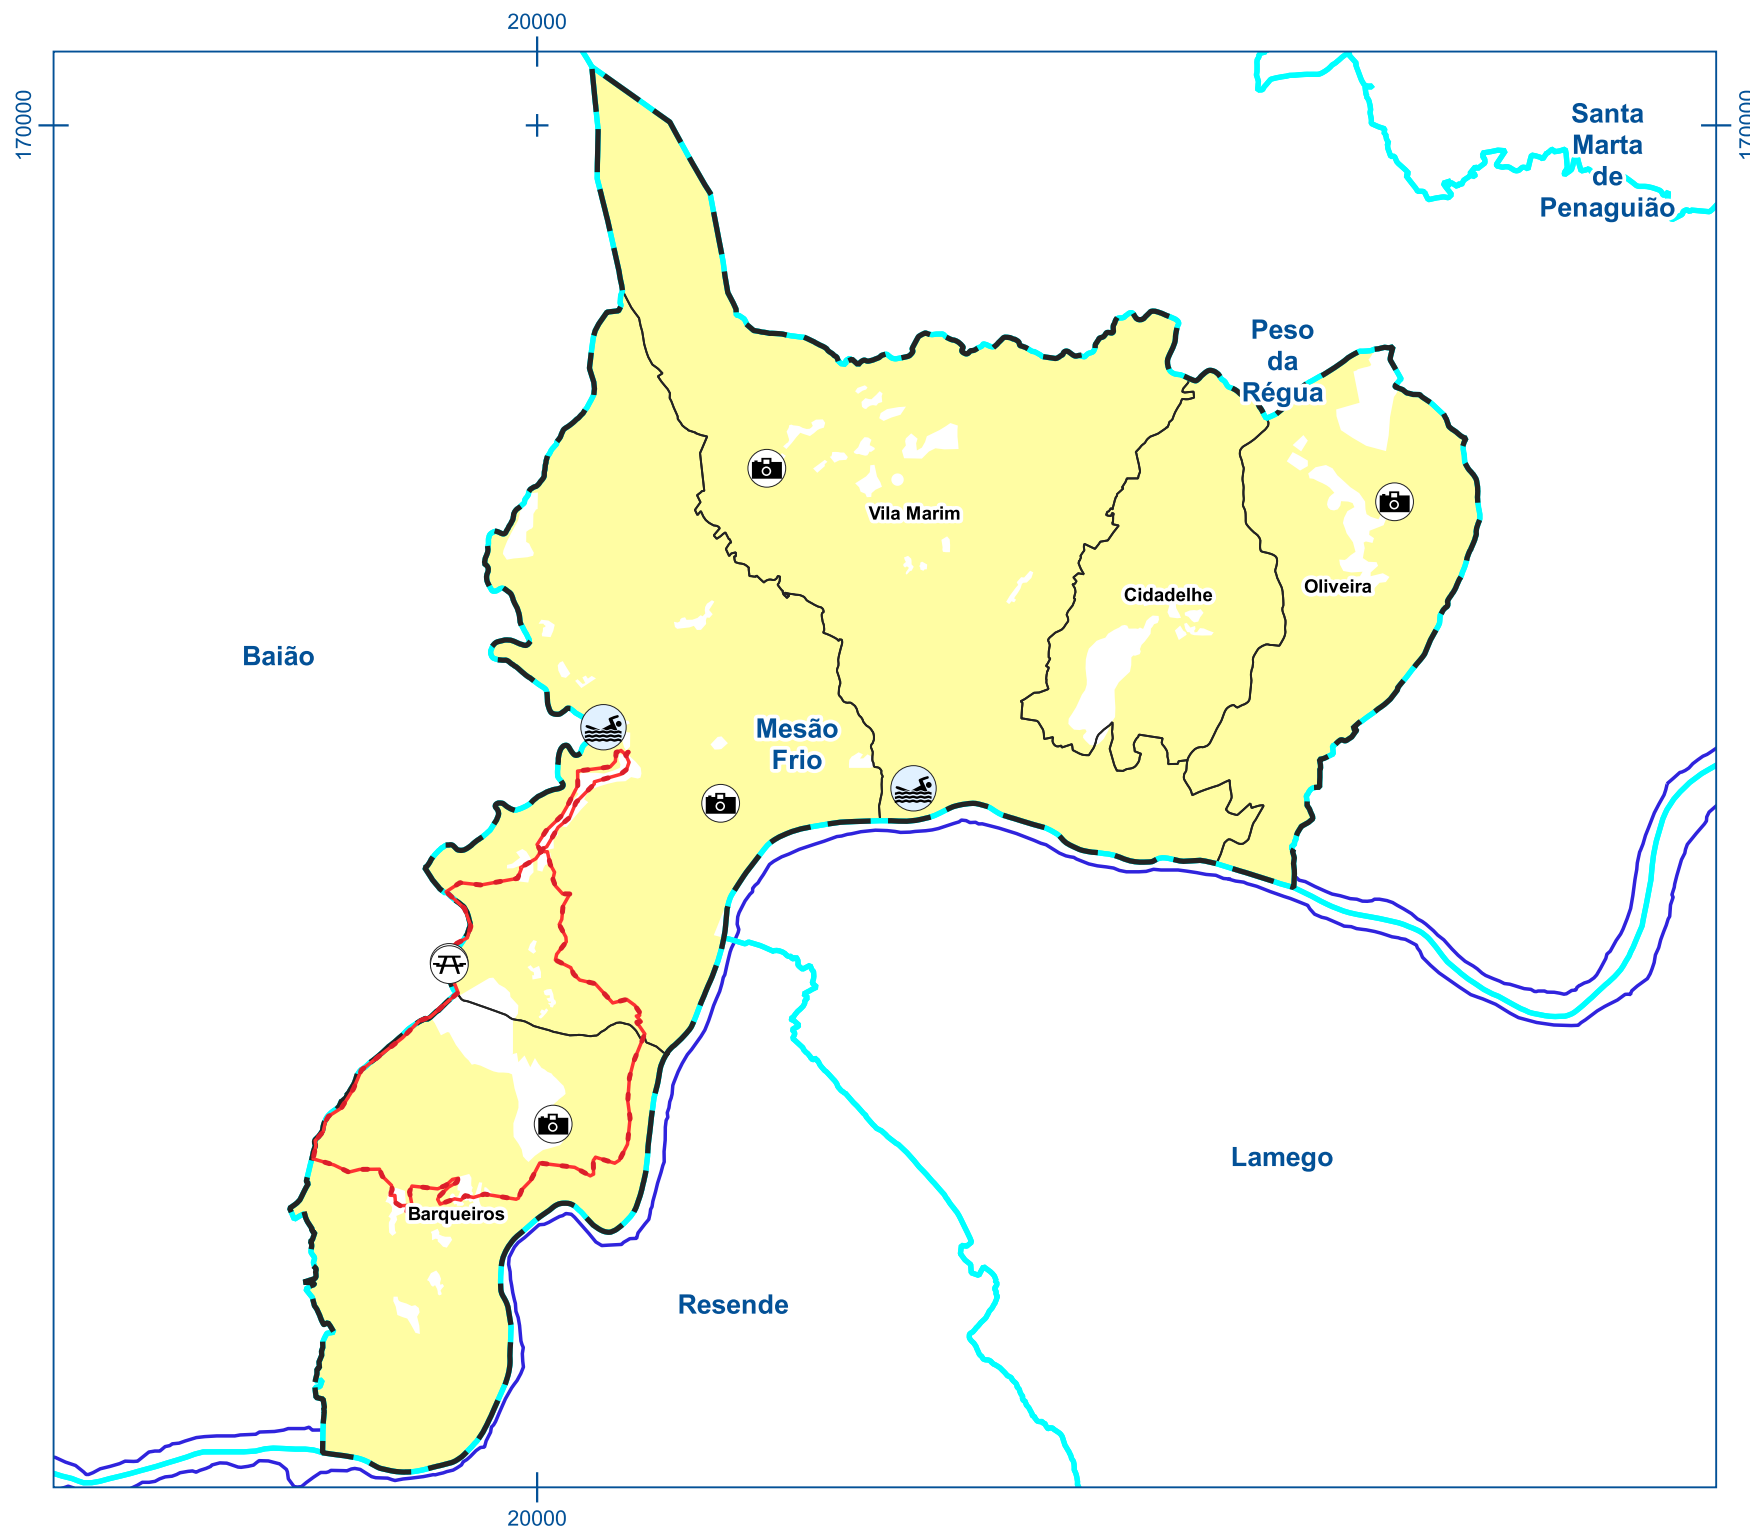 20000
170000
170000
Santa
Marta
de
Penaguião
Peso
da
Régua
Vila Marim
Cidadelhe
Oliveira
Baião
Mesão
Frio
Lamego
Barqueiros
Resende
20000